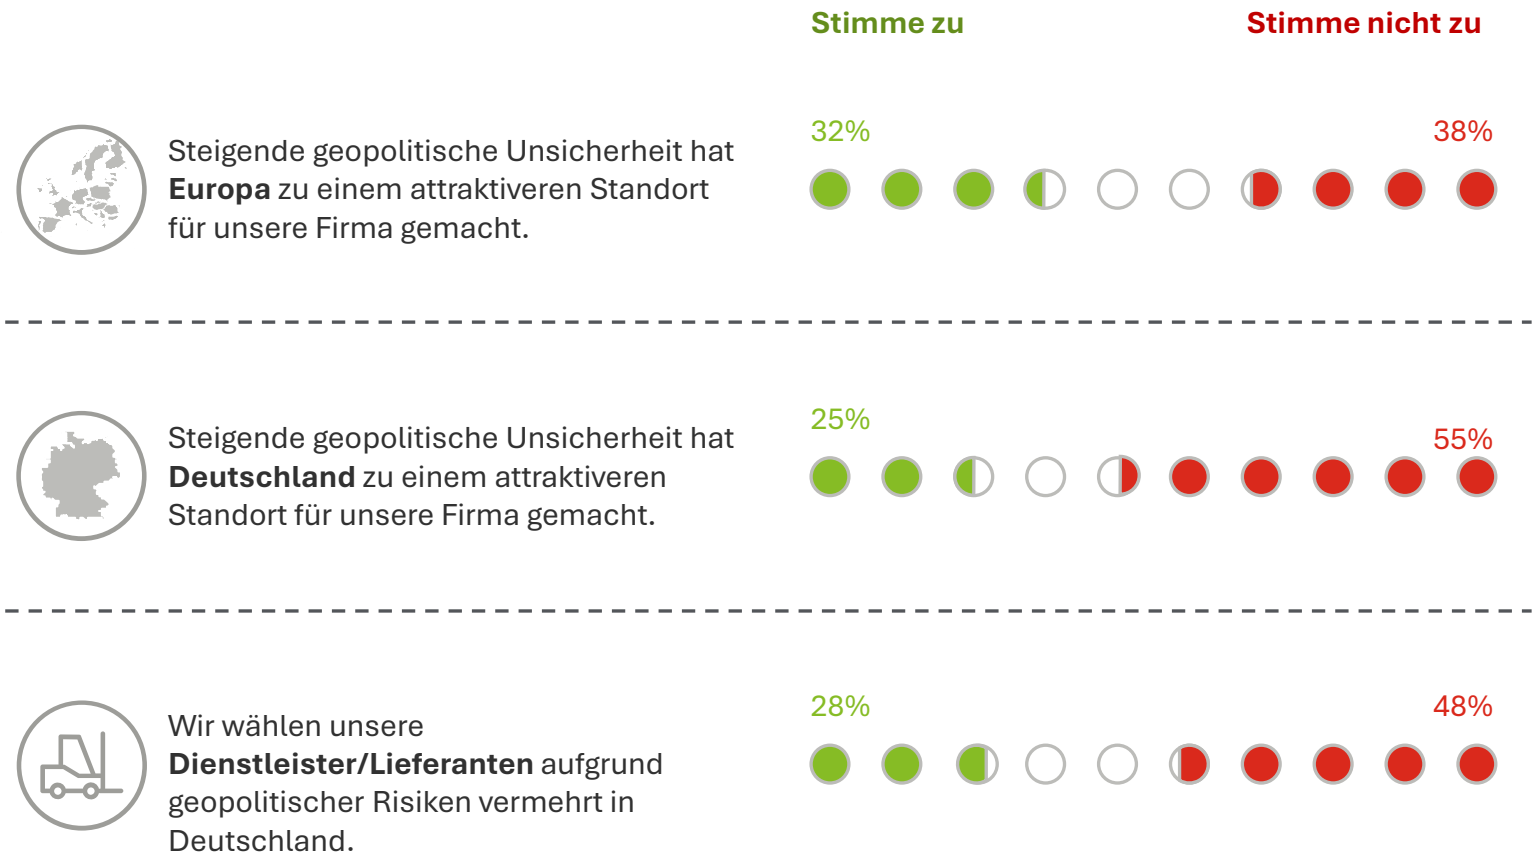 Stimme zu
Stimme nicht zu
Steigende geopolitische Unsicherheit hat
Europa zu einem attraktiveren Standort
für unsere Firma gemacht.
32%
38%
Steigende geopolitische Unsicherheit hat
Deutschland zu einem attraktiveren
Standort für unsere Firma gemacht.
25%
55%
Wir wählen unsere
Dienstleister/Lieferanten aufgrund
geopolitischer Risiken vermehrt in
Deutschland.
28%
48%